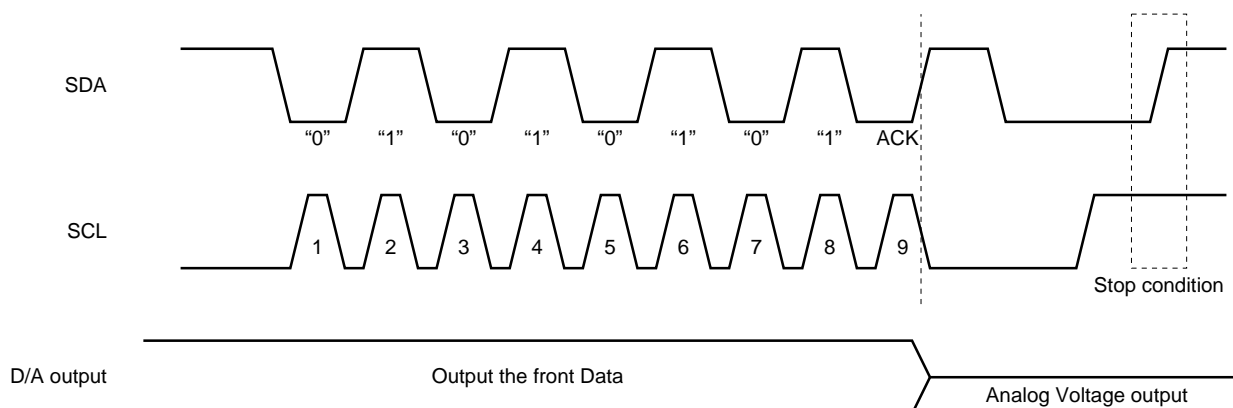 SDA
“0” “1” “0” “1” “0” “1” “0” “1” ACK
SCL
1 2 3 4 5 6 7 8 9
Stop condition
D/A output
Output the front Data
Analog Voltage output